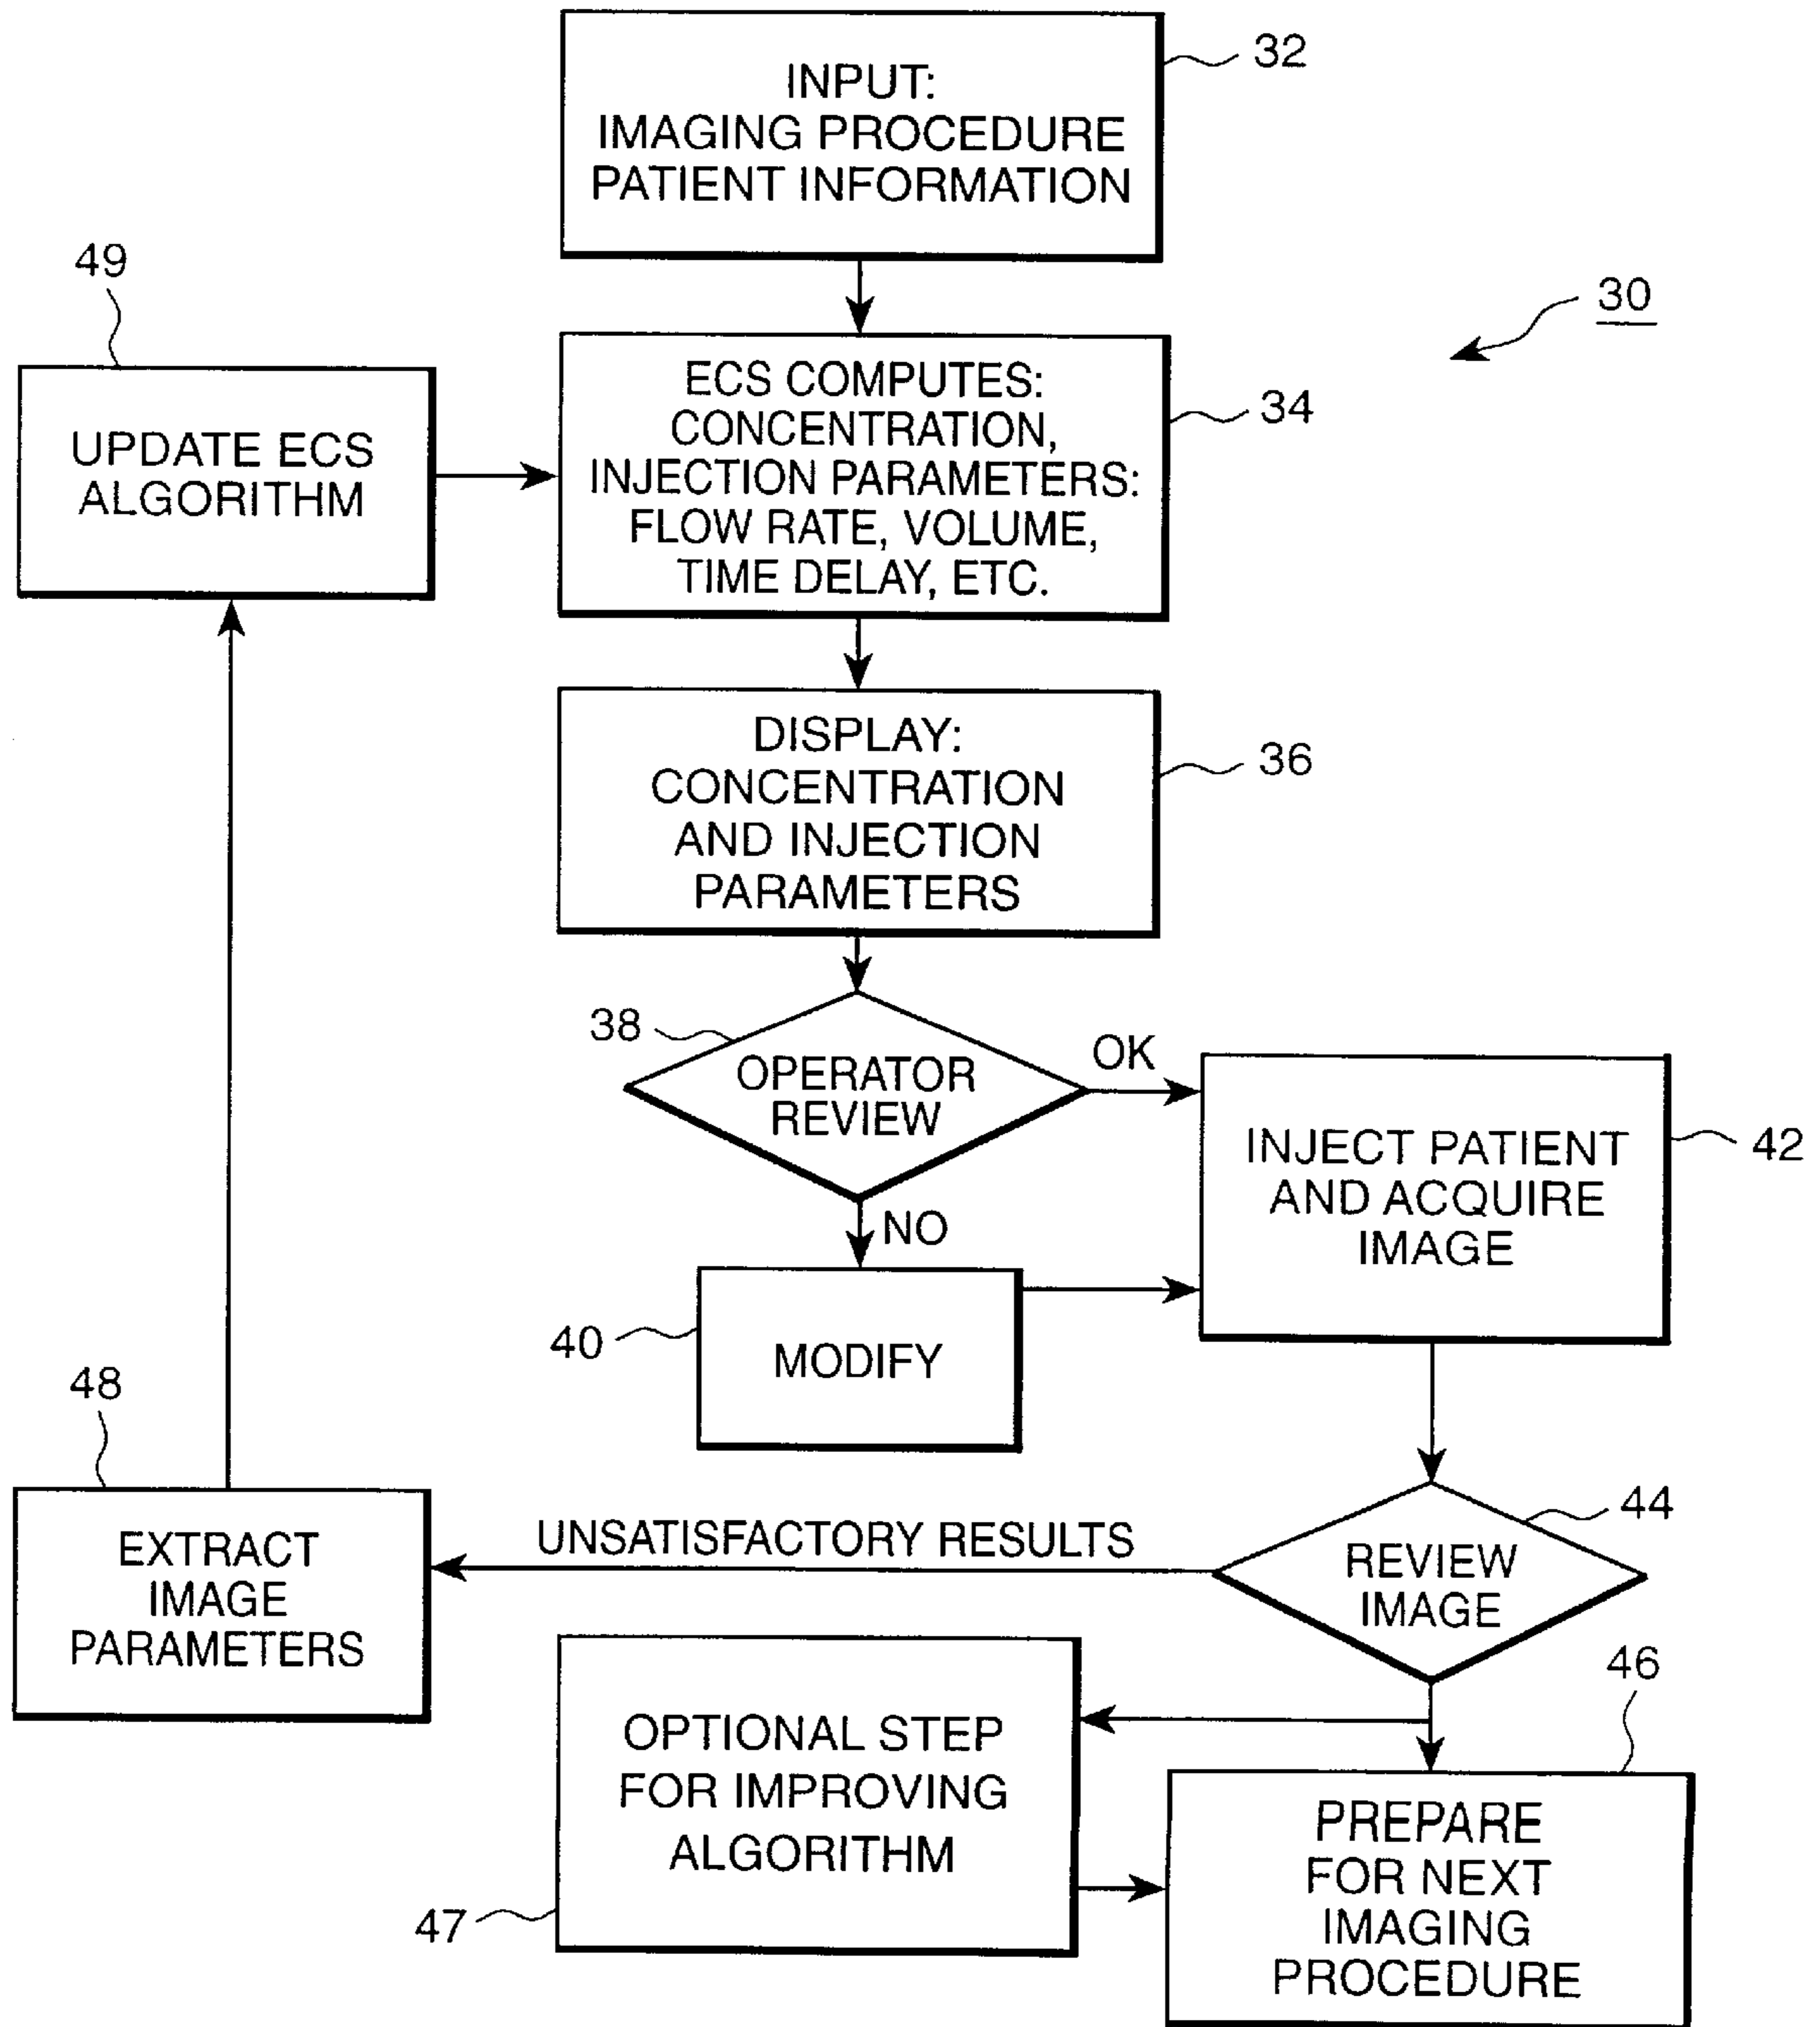 INPUT:
IMAGING PROCEDURE
PATIENT INFORMATION
32
30
49
UPDATE ECS
ALGORITHM
ECS COMPUTES:
CONCENTRATION,
INJECTION PARAMETERS:
FLOW RATE, VOLUME,
TIME DELAY, ETC.
34
DISPLAY:
CONCENTRATION
AND INJECTION
PARAMETERS
36
38
OPERATOR
REVIEW
OK
NO
INJECT PATIENT
AND ACQUIRE
IMAGE
42
40
MODIFY
48
EXTRACT
IMAGE
PARAMETERS
UNSATISFACTORY RESULTS
44
REVIEW
IMAGE
46
OPTIONAL STEP
FOR IMPROVING
ALGORITHM
47
PREPARE
FOR NEXT
IMAGING
PROCEDURE